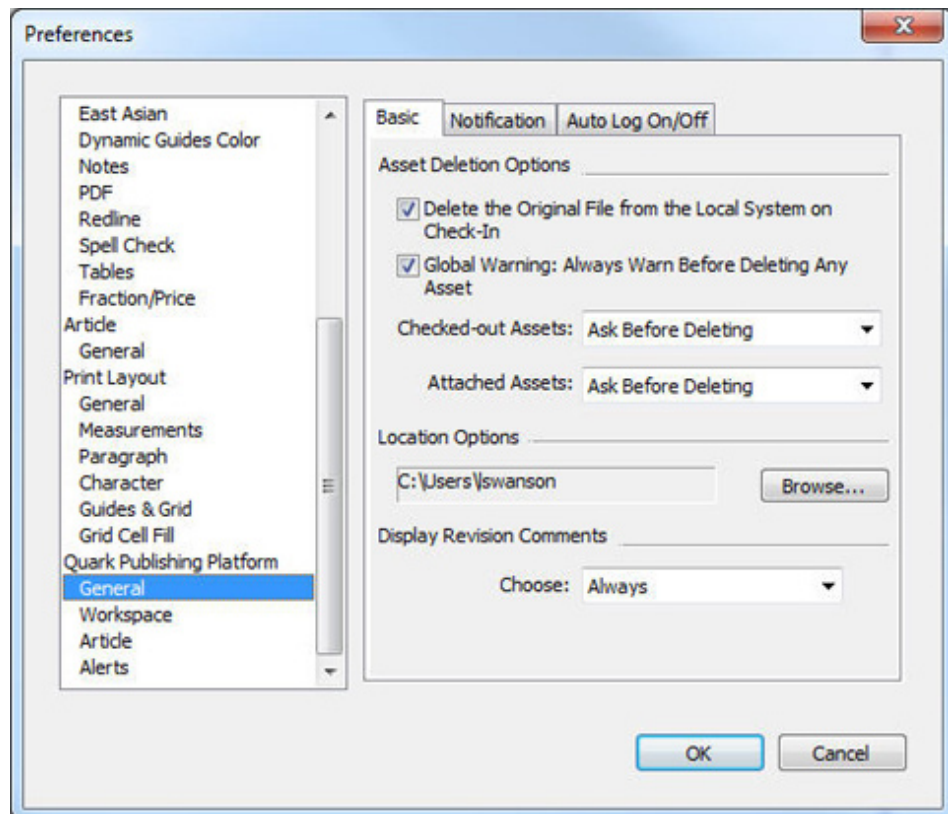 Preferences
East Asian
Dynamic Guides Color
Notes
PDF
Redline
Spell Check
Tables
Fraction/Price
Article
General
Print Layout
General
Measurements
Paragraph
Character
Guides & Grid
Grid Cell Fill
Quark Publishing Platform
General
Workspace
Article
Alerts
Basic
Notification
Auto Log On/Off
Asset Deletion Options
Delete the Original File from the Local System on
Check-In
Global Warning: Always Warn Before Deleting Any
Asset
Checked-out Assets: Ask Before Deleting
Attached Assets: Ask Before Deleting
Location Options
C:\Users\lswanson
Browse...
Display Revision Comments
Choose: Always
OK
Cancel